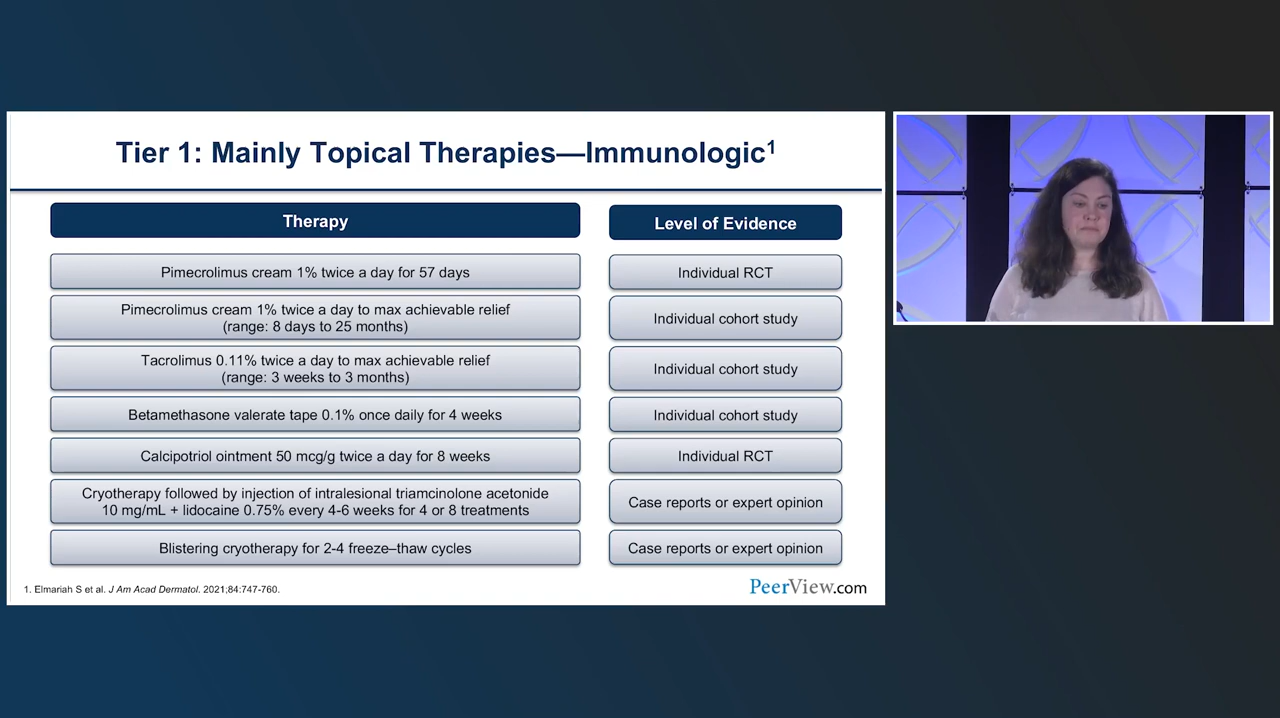 Tier 1: Mainly Topical Therapies—Immunologic¹
Therapy
Level of Evidence
Pimecrolimus cream 1% twice a day for 57 days
Individual RCT
Pimecrolimus cream 1% twice a day to max achievable relief
(range: 8 days to 25 months)
Individual cohort study
Tacrolimus 0.11% twice a day to max achievable relief
(range: 3 weeks to 3 months)
Individual cohort study
Betamethasone valerate tape 0.1% once daily for 4 weeks
Individual cohort study
Calcipotriol ointment 50 mcg/g twice a day for 8 weeks
Individual RCT
Cryotherapy followed by injection of intralesional triamcinolone acetonide
10 mg/mL + lidocaine 0.75% every 4-6 weeks for 4 or 8 treatments
Case reports or expert opinion
Blistering cryotherapy for 2-4 freeze–thaw cycles
Case reports or expert opinion
1. Elmariah S et al. J Am Acad Dermatol. 2021;84:747-760.
PeerView.com